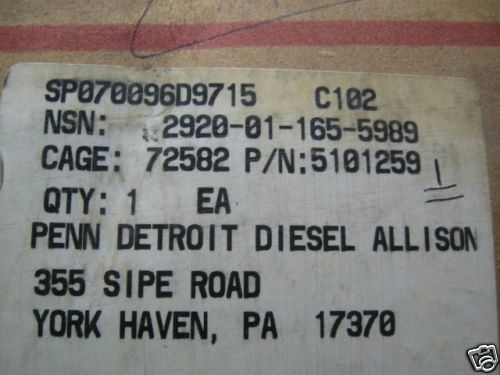 SP070096D9715 C102
NSN: 2920-01-165-5989
CAGE: 72582 P/N:5101259
QTY: 1 EA
PENN DETROIT DIESEL ALLISON
355 SIPE ROAD
YORK HAVEN, PA 17370